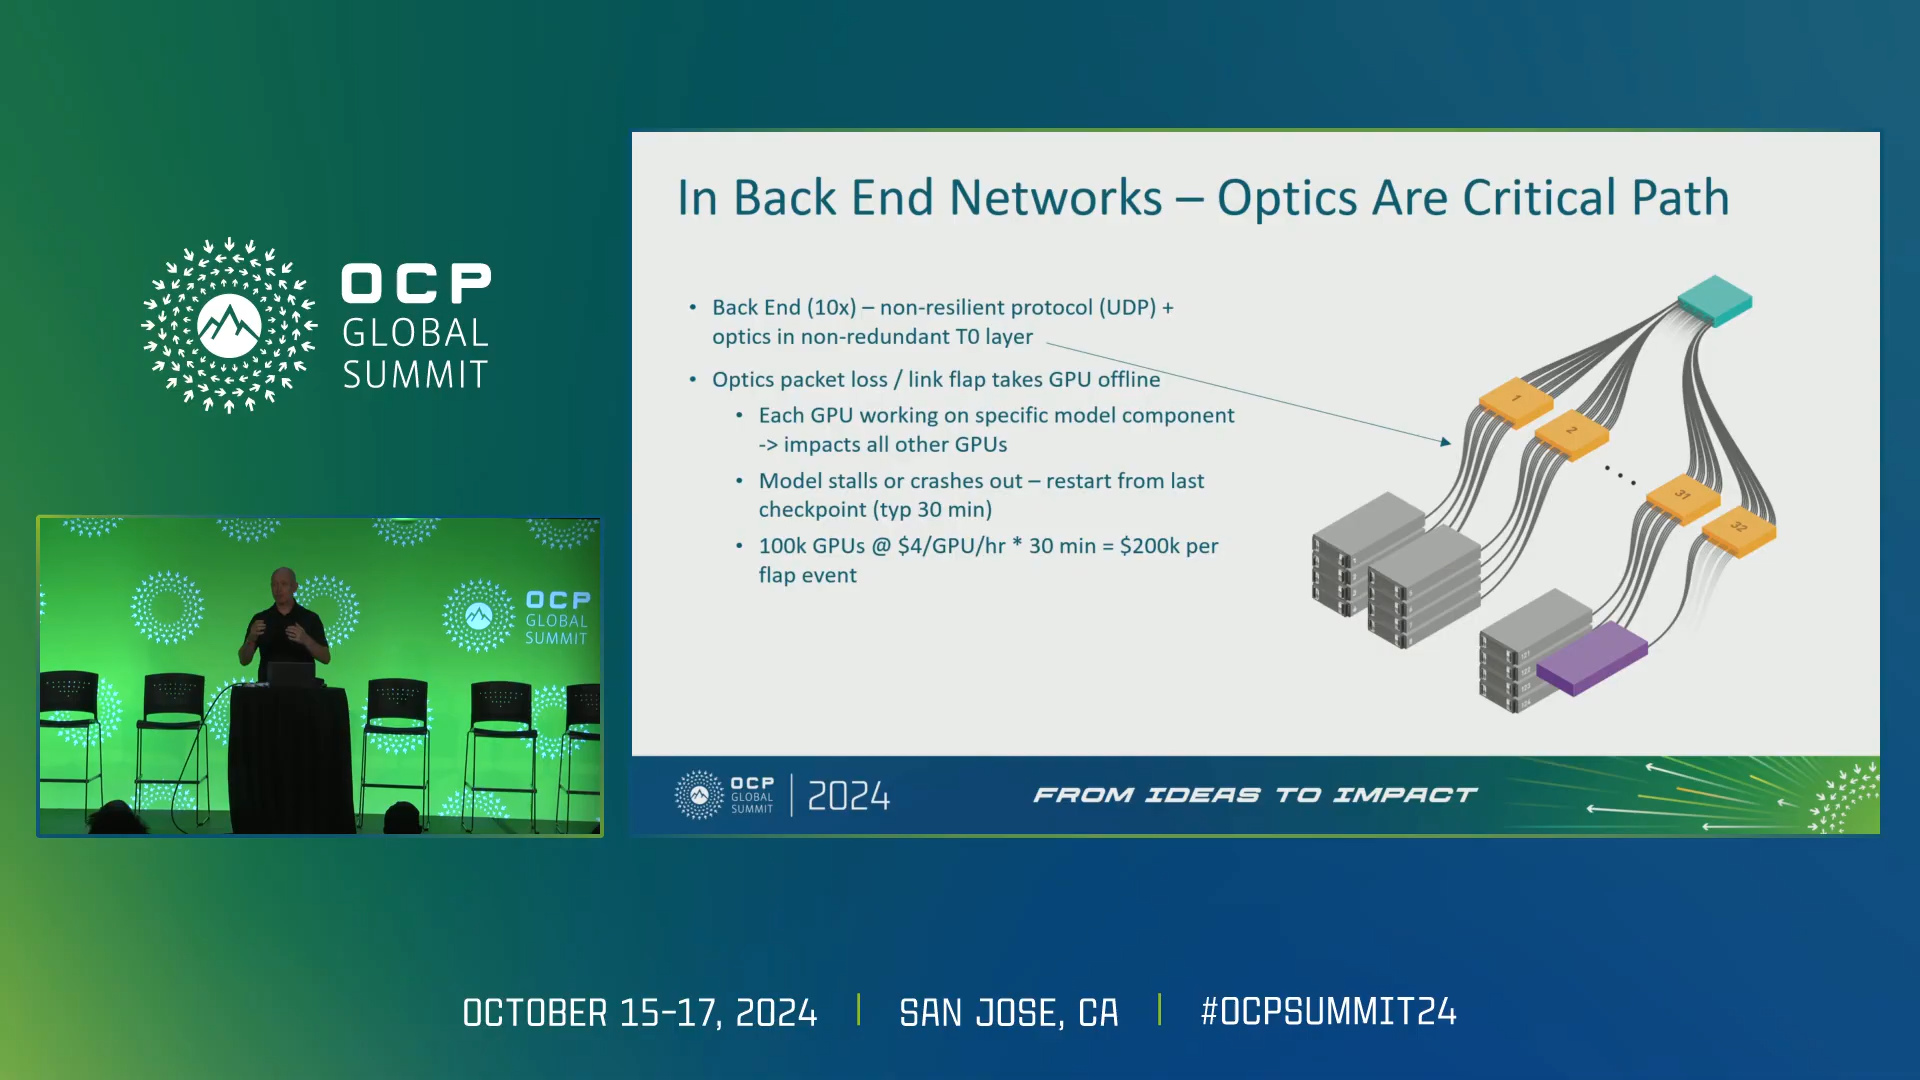 OCP
GLOBAL
SUMMIT
In Back End Networks – Optics Are Critical Path
• Back End (10x) – non-resilient protocol (UDP) +
optics in non-redundant T0 layer
• Optics packet loss / link flap takes GPU offline
• Each GPU working on specific model component
-> impacts all other GPUs
• Model stalls or crashes out – restart from last
checkpoint (typ 30 min)
• 100k GPUs @ $4/GPU/hr * 30 min = $200k per
flap event
1
2
31
32
OCP
GLOBAL
SUMMIT
OCP
GLOBAL
SUMMIT
2024
FROM IDEAS TO IMPACT
OCTOBER 15-17, 2024 | SAN JOSE, CA | #OCPSUMMIT24